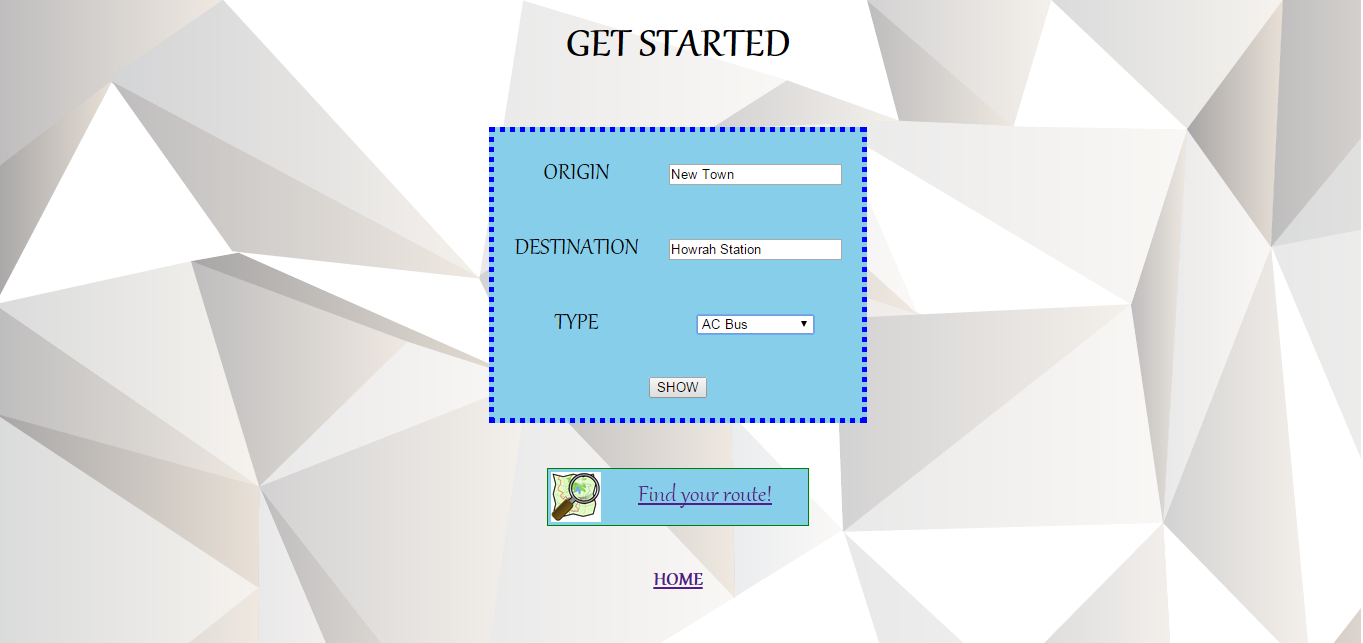 GET STARTED
ORIGIN New Town
DESTINATION Howrah Station
TYPE AC Bus
SHOW
Find your route!
HOME